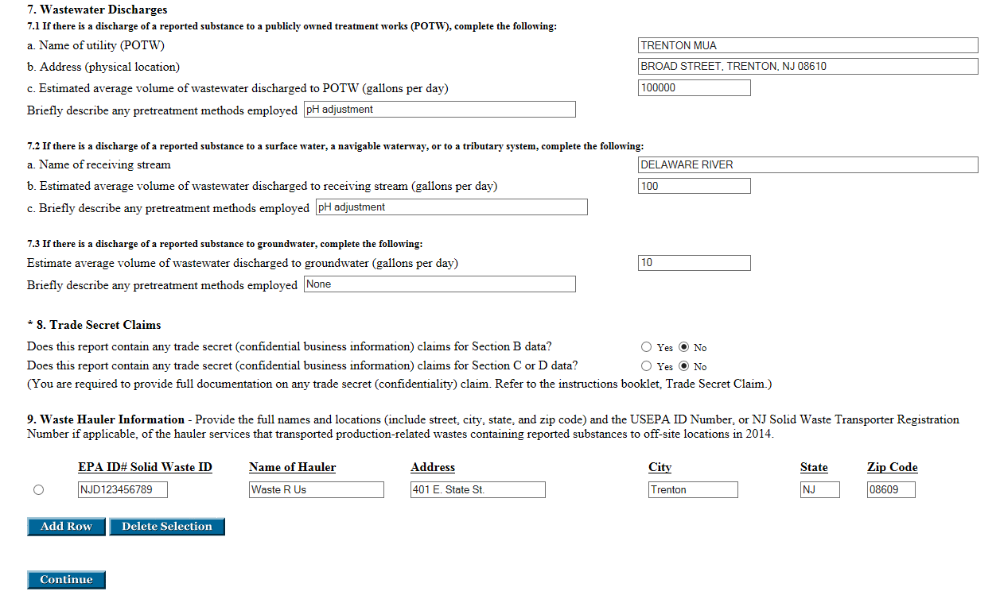 7. Wastewater Discharges
7.1 If there is a discharge of a reported substance to a publicly owned treatment works (POTW), complete the following:
a. Name of utility (POTW) TRENTON MUA
b. Address (physical location) BROAD STREET, TRENTON, NJ 08610
c. Estimated average volume of wastewater discharged to POTW (gallons per day) 100000
Briefly describe any pretreatment methods employed pH adjustment
7.2 If there is a discharge of a reported substance to a surface water, a navigable waterway, or to a tributary system, complete the following:
a. Name of receiving stream DELAWARE RIVER
b. Estimated average volume of wastewater discharged to receiving stream (gallons per day) 100
c. Briefly describe any pretreatment methods employed pH adjustment
7.3 If there is a discharge of a reported substance to groundwater, complete the following:
Estimate average volume of wastewater discharged to groundwater (gallons per day) 10
Briefly describe any pretreatment methods employed None
* 8. Trade Secret Claims
Does this report contain any trade secret (confidential business information) claims for Section B data? Yes No
Does this report contain any trade secret (confidential business information) claims for Section C or D data? Yes No
(You are required to provide full documentation on any trade secret (confidentiality) claim. Refer to the instructions booklet, Trade Secret Claim.)
9. Waste Hauler Information - Provide the full names and locations (include street, city, state, and zip code) and the USEPA ID Number, or NJ Solid Waste Transporter Registration
Number if applicable, of the hauler services that transported production-related wastes containing reported substances to off-site locations in 2014.
EPA ID# Solid Waste ID Name of Hauler Address City State Zip Code
NJD123456789 Waste R Us 401 E. State St. Trenton NJ 08609
Add Row Delete Selection
Continue